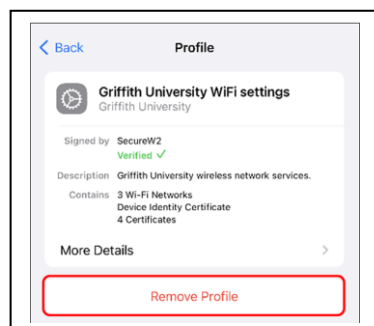 Back
Profile
Griffith University WiFi settings
Griffith University
Signed by SecureW2
Verified ✓
Description Griffith University wireless network services.
Contains 3 Wi-Fi Networks
Device Identity Certificate
4 Certificates
More Details
Remove Profile